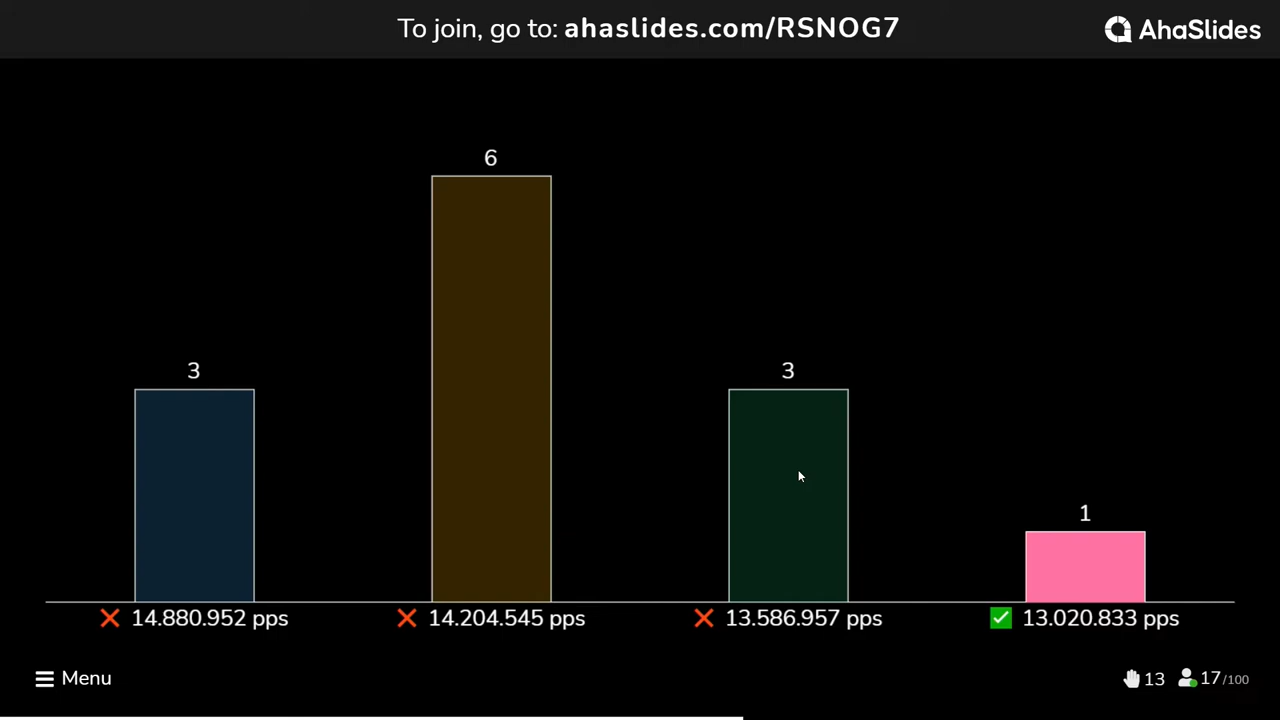 To join, go to: ahaslides.com/RSNOG7
AhaSlides
3
6
3
1
14.880.952 pps
14.204.545 pps
13.586.957 pps
13.020.833 pps
Menu
13
17/100